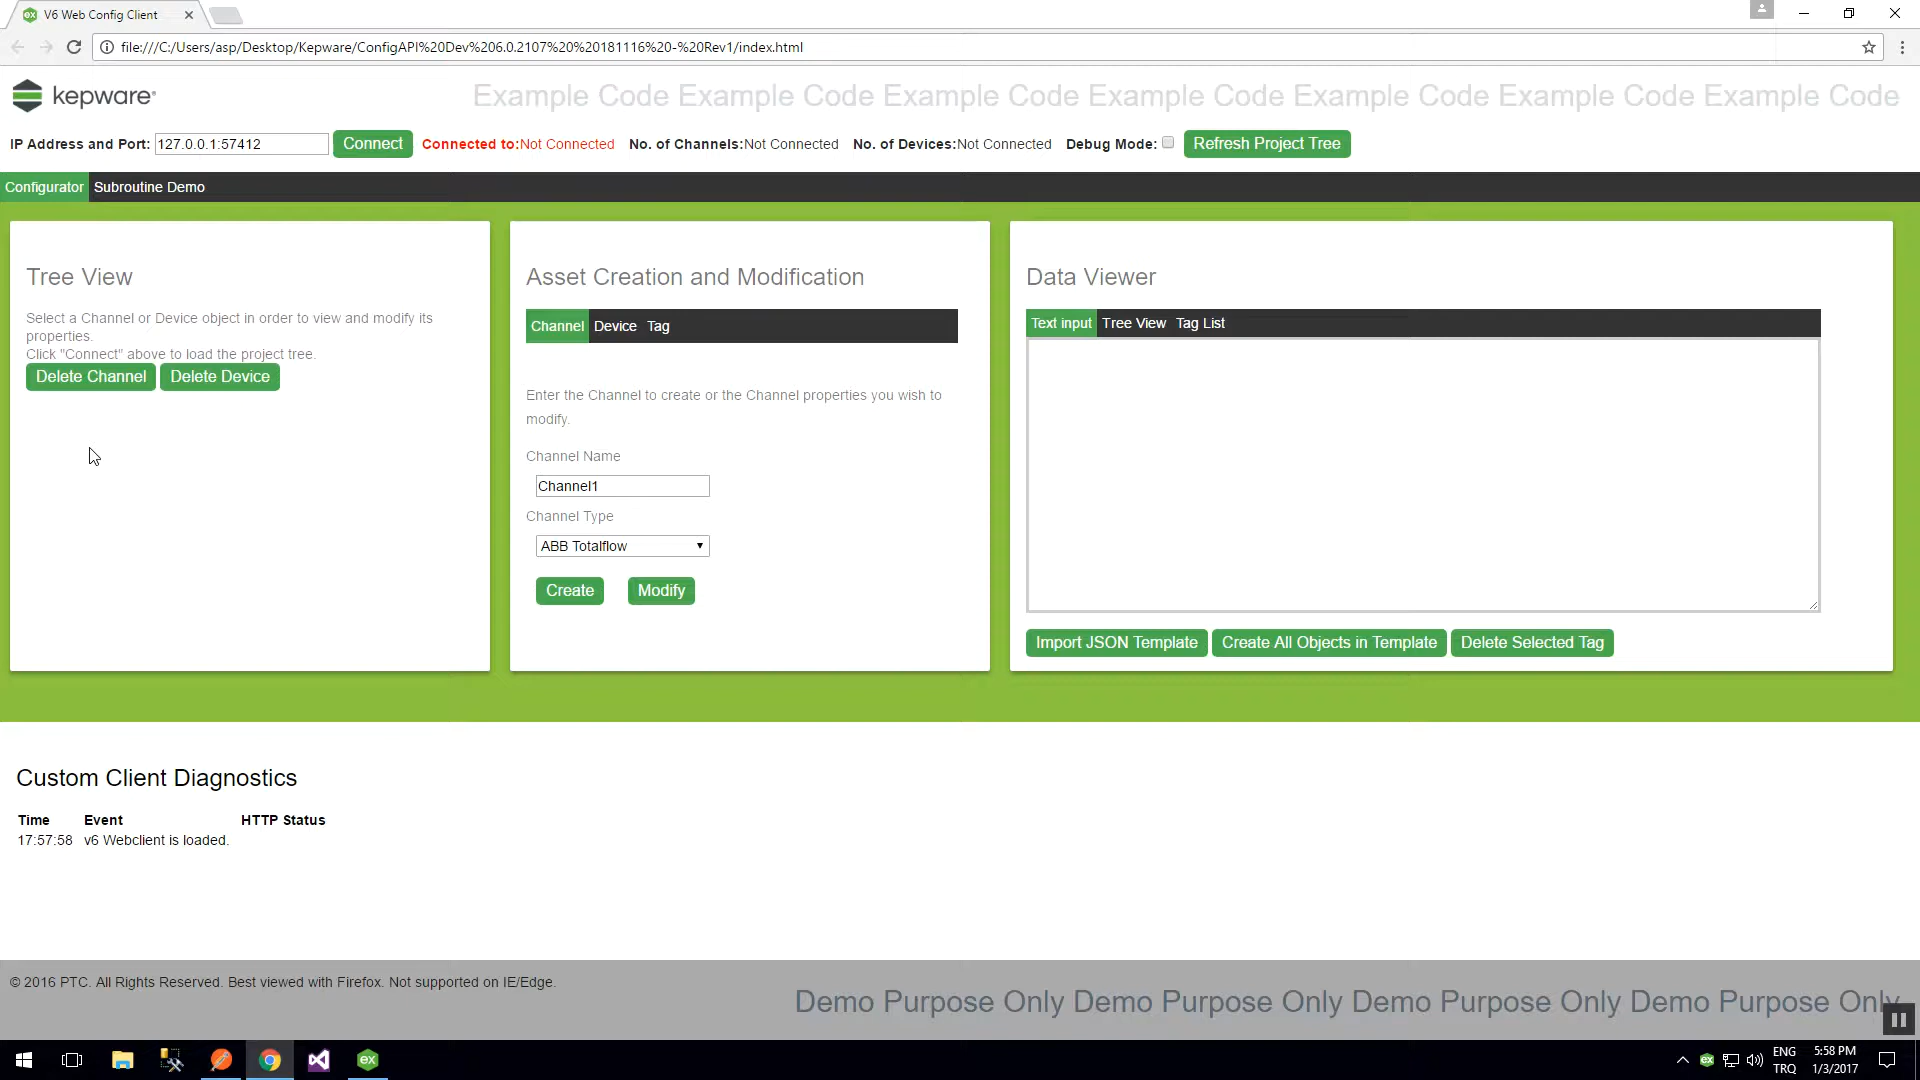 V6 Web Config Client
file:///C:/Users/asp/Desktop/Kepware/ConfigAPI%20Dev%206.0.2107%20%20181116%20-%20Rev1/index.html
kepware
Example Code Example Code Example Code Example Code Example Code Example Code Example Code
IP Address and Port: 127.0.0.1:57412 Connect Connected to:Not Connected No. of Channels:Not Connected No. of Devices:Not Connected Debug Mode: Refresh Project Tree
Configurator Subroutine Demo
Tree View
Select a Channel or Device object in order to view and modify its
properties.
Click "Connect" above to load the project tree.
Delete Channel Delete Device
Asset Creation and Modification
Channel Device Tag
Enter the Channel to create or the Channel properties you wish to
modify.
Channel Name
Channel1
Channel Type
ABB Totalflow
Create Modify
Data Viewer
Text input Tree View Tag List
Import JSON Template Create All Objects in Template Delete Selected Tag
Custom Client Diagnostics
Time Event HTTP Status
17:57:58 v6 Webclient is loaded.
© 2016 PTC. All Rights Reserved. Best viewed with Firefox. Not supported on IE/Edge.
Demo Purpose Only Demo Purpose Only Demo Purpose Only Demo Purpose Only
ex
ex
ENG
TRQ
5:58 PM
1/3/2017